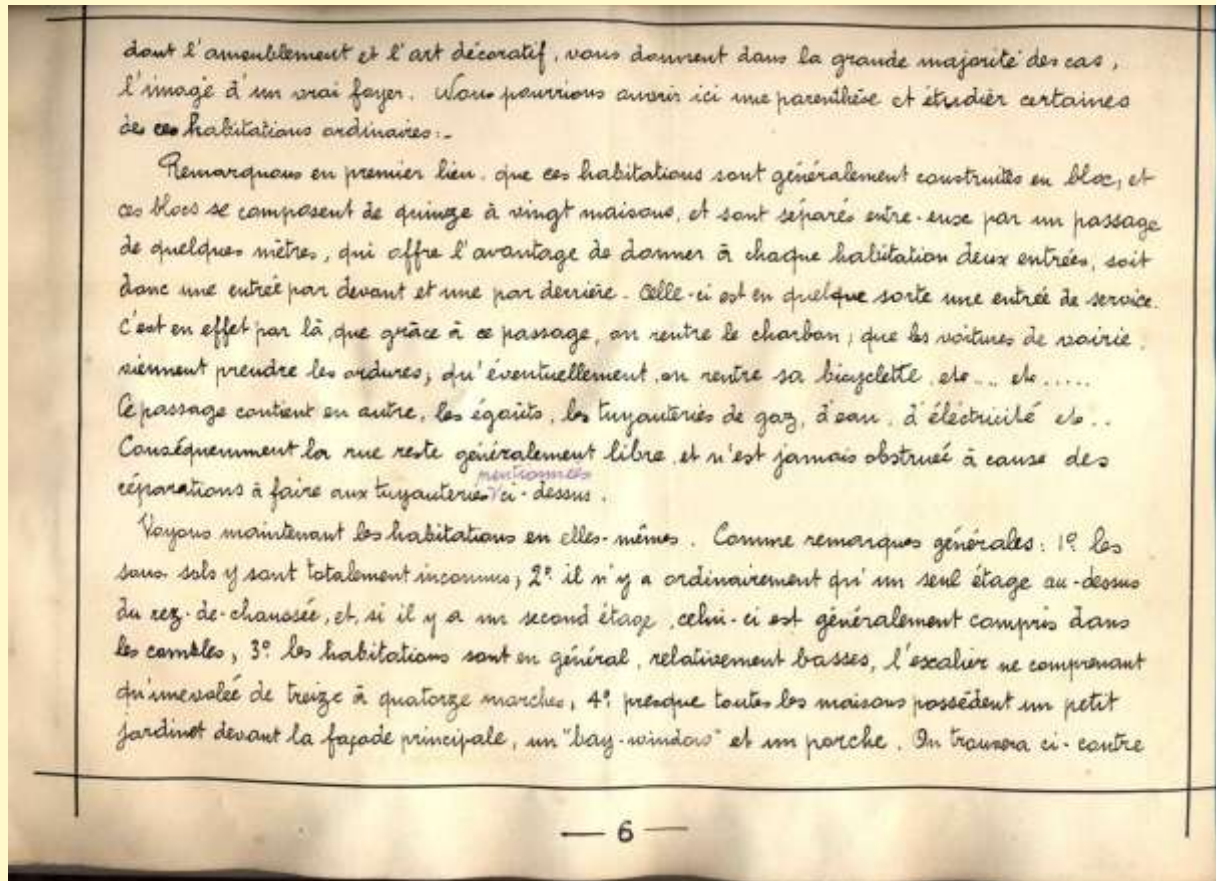 dont l'ameublement et l'art décoratif, vous donnent dans la grande majorité des cas,
l'image d'un vrai foyer. Nous pourrions ouvrir ici une parenthèse et étudier certaines
de ces habitations ordinaires :-
Remarquons en premier lieu, que ces habitations sont généralement construites en bloc, et
ces blocs se composent de quinze à vingt maisons, et sont séparés entre-eux par un passage
de quelques mètres, qui offre l'avantage de donner à chaque habitation deux entrées, soit
donc une entrée par devant et une par derrière. Celle-ci est en quelque sorte une entrée de service.
C'est en effet par là, que grâce à ce passage, on rentre le charbon ; que les voitures de voirie,
viennent prendre les ordures, qu'éventuellement, on rentre sa bicyclette, etc... etc.....
Ce passage contient en outre, les égoûts, les tuyauteries de gaz, d'eau, d'éléctricité etc..
Conséquemment la rue reste généralement libre, et n'est jamais obstruée à cause des
mentionnées
réparations à faire aux tuyauteries ci-dessus.
Voyons maintenant les habitations en elles-mêmes. Comme remarques générales : 1º les
sous-sols y sont totalement inconnus, 2º il n'y a ordinairement qu'un seul étage au-dessus
du rez-de-chaussée, et, si il y a un second étage, celui-ci est généralement compris dans
les combles, 3º les habitations sont en général, relativement basses, l'escalier ne comprenant
qu'une volée de treize à quatorze marches, 4º presque toutes les maisons possèdent un petit
jardinet devant la façade principale, un "bay-window" et un porche. On trouvera ci-contre
— 6 —